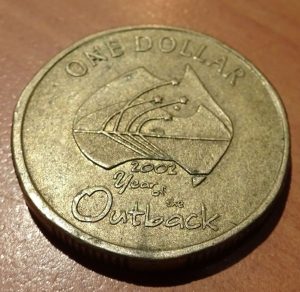 ONE DOLLAR
2002
Year of
the
Outback